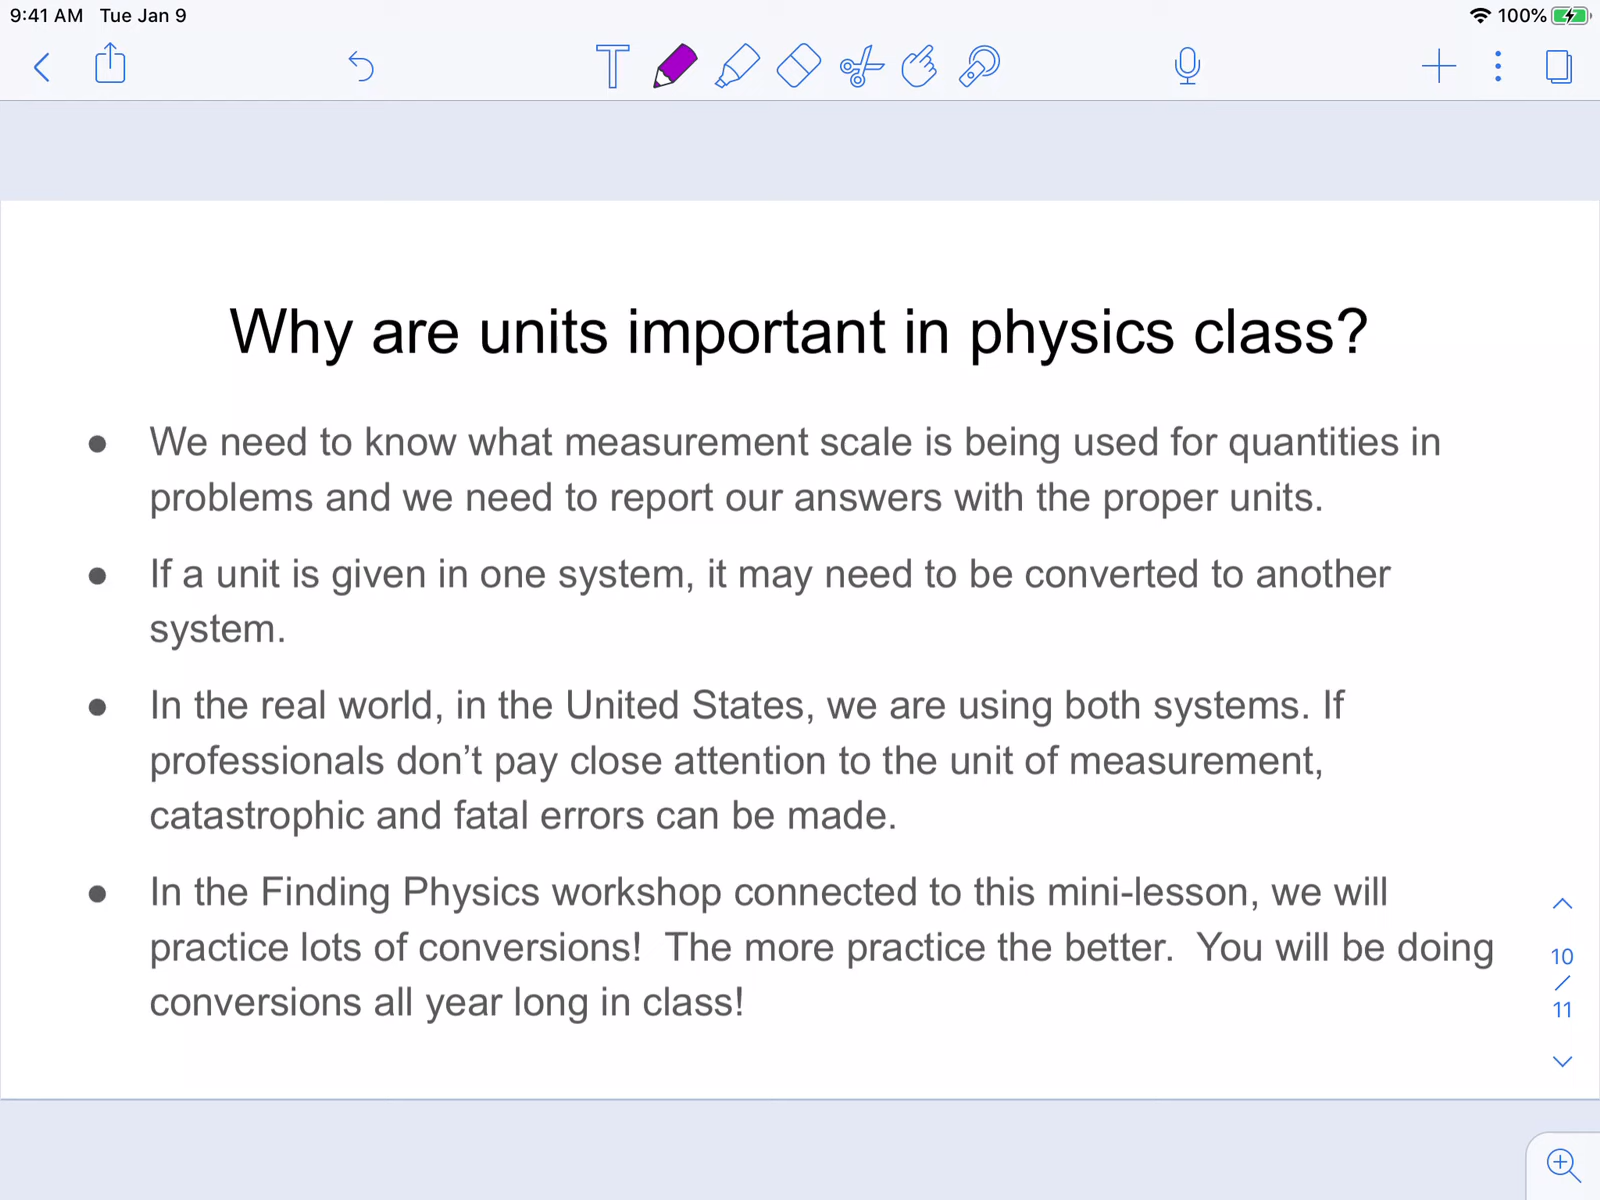 9:41 AM Tue Jan 9
100%
T
Why are units important in physics class?
● We need to know what measurement scale is being used for quantities in
problems and we need to report our answers with the proper units.
● If a unit is given in one system, it may need to be converted to another
system.
● In the real world, in the United States, we are using both systems. If
professionals don’t pay close attention to the unit of measurement,
catastrophic and fatal errors can be made.
● In the Finding Physics workshop connected to this mini-lesson, we will
practice lots of conversions!  The more practice the better.  You will be doing
conversions all year long in class!
10
/
11